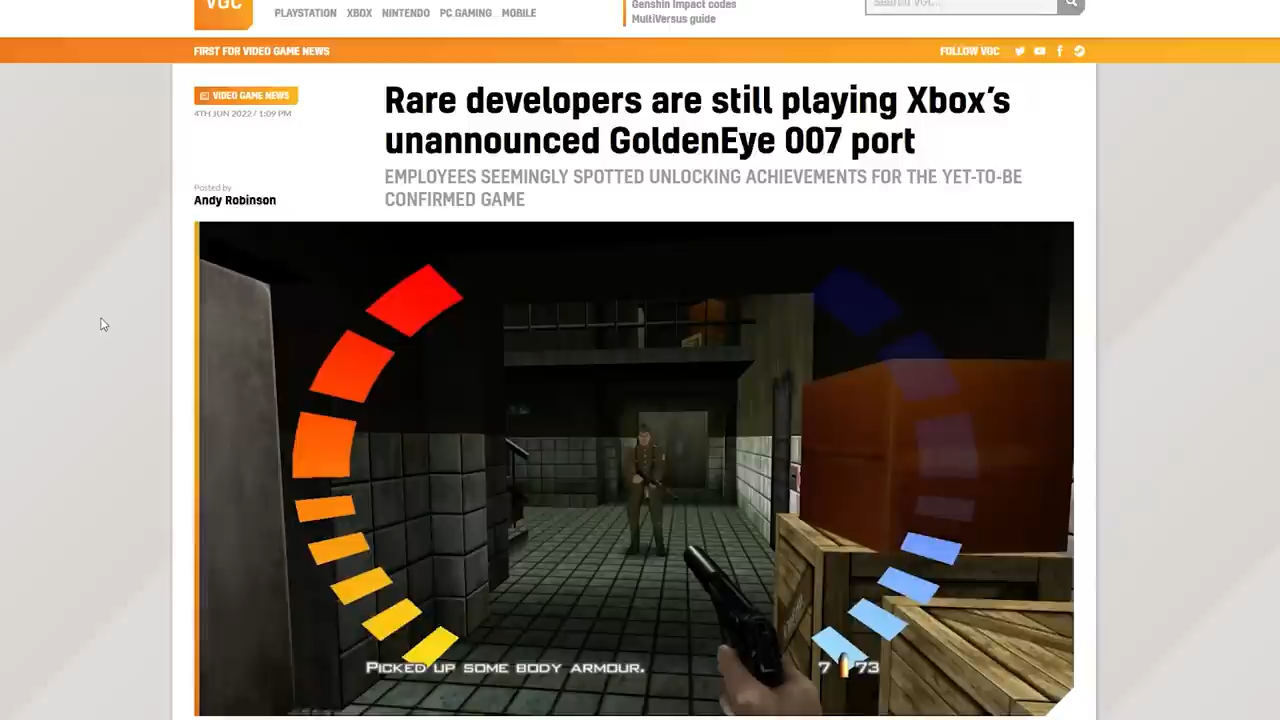 VGC
PLAYSTATION XBOX NINTENDO PC GAMING MOBILE
Genshin Impact codes
MultiVersus guide
Search VGC...
FIRST FOR VIDEO GAME NEWS
FOLLOW VGC
VIDEO GAME NEWS
4TH JUN 2022 / 1:09 PM
Rare developers are still playing Xbox's
unannounced GoldenEye 007 port
EMPLOYEES SEEMINGLY SPOTTED UNLOCKING ACHIEVEMENTS FOR THE YET-TO-BE
CONFIRMED GAME
Posted by
Andy Robinson
PICKED UP SOME BODY ARMOUR.
7 73